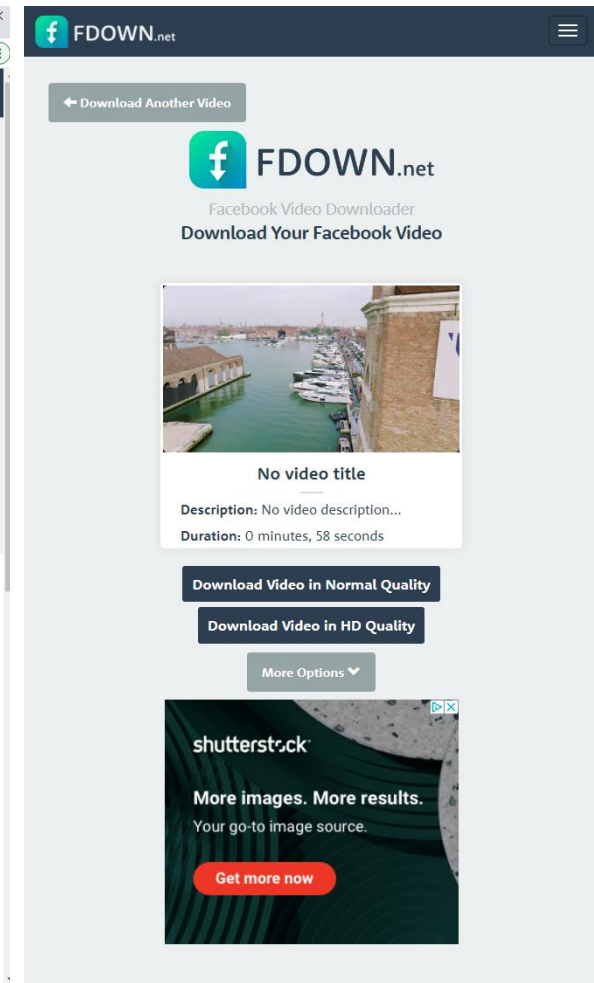 FDOWN.net
Download Another Video
FDOWN.net
Facebook Video Downloader
Download Your Facebook Video
No video title
Description: No video description...
Duration: 0 minutes, 58 seconds
Download Video in Normal Quality
Download Video in HD Quality
More Options
shutterstock
More images. More results.
Your go-to image source.
Get more now